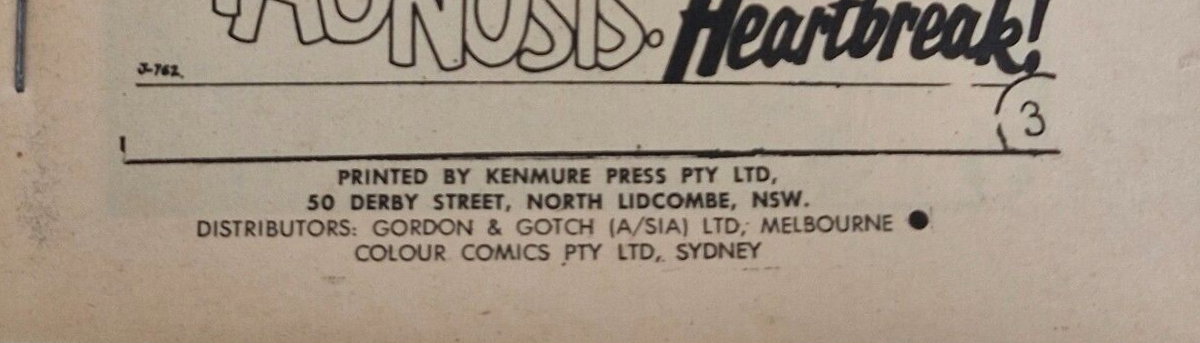 Heartbreak!
J-762.
3
PRINTED BY KENMURE PRESS PTY LTD,
50 DERBY STREET, NORTH LIDCOMBE, NSW.
DISTRIBUTORS: GORDON & GOTCH (A/SIA) LTD, MELBOURNE ●
COLOUR COMICS PTY LTD, SYDNEY